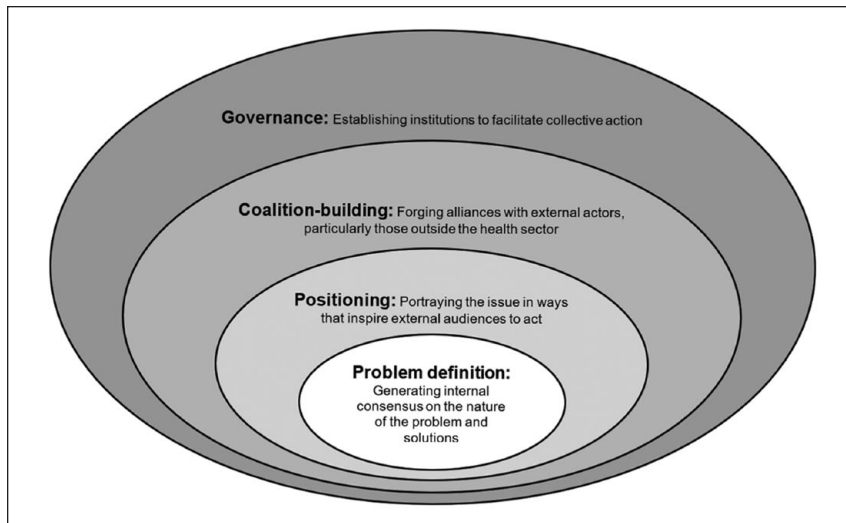 Governance: Establishing institutions to facilitate collective action
Coalition-building: Forging alliances with external actors,
particularly those outside the health sector
Positioning: Portraying the issue in ways
that inspire external audiences to act
Problem definition:
Generating internal
consensus on the nature
of the problem and
solutions